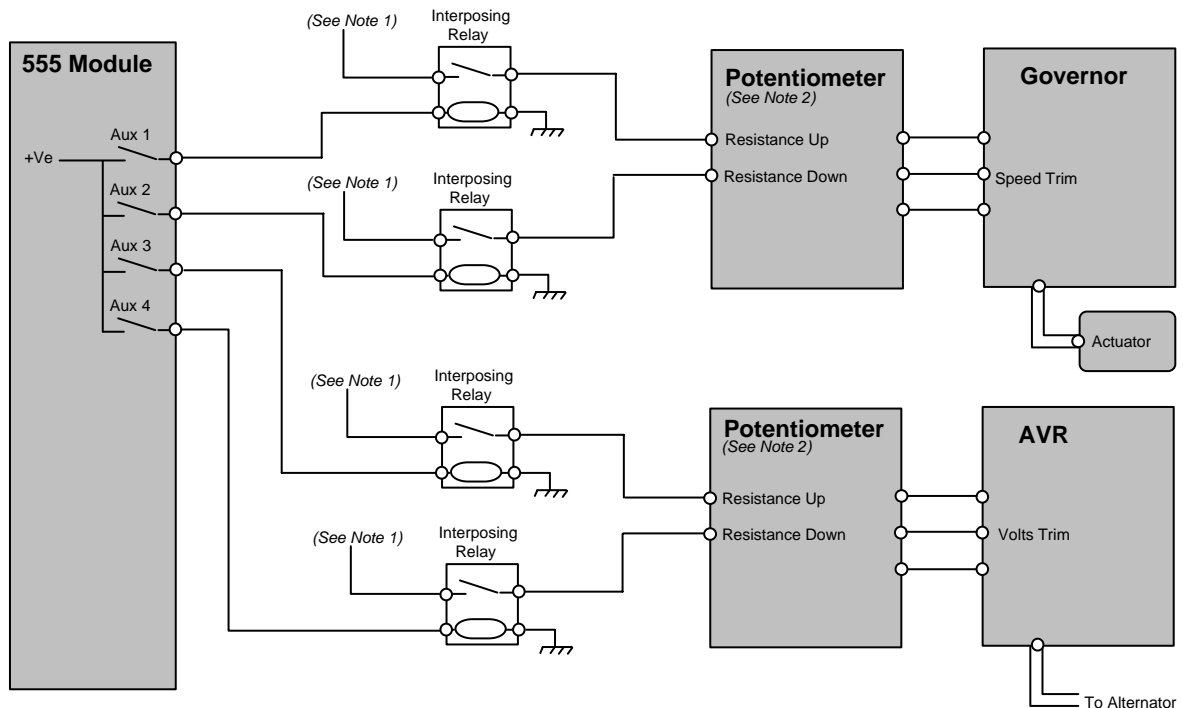 555 Module
+Ve
Aux 1
Aux 2
Aux 3
Aux 4
(See Note 1)
Interposing
Relay
(See Note 1)
Interposing
Relay
(See Note 1)
Interposing
Relay
(See Note 1)
Interposing
Relay
Potentiometer
(See Note 2)
Resistance Up
Resistance Down
Governor
Speed Trim
Actuator
Potentiometer
(See Note 2)
Resistance Up
Resistance Down
AVR
Volts Trim
To Alternator